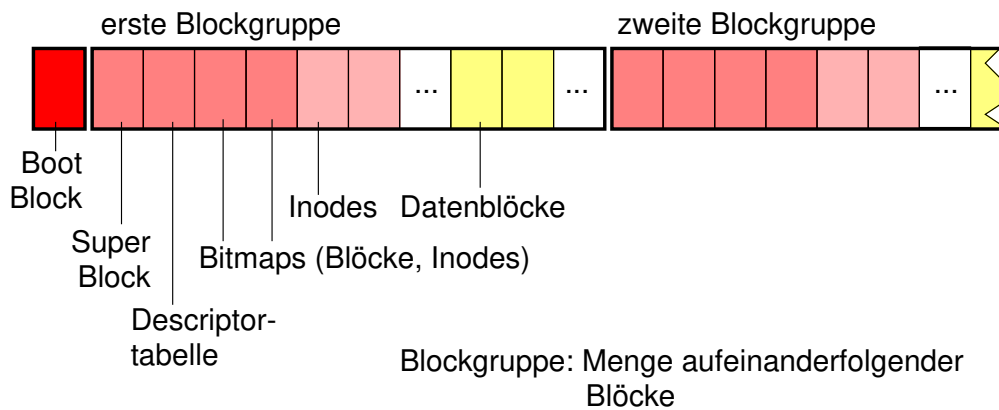 erste Blockgruppe
zweite Blockgruppe
...
...
...
Boot
Block
Inodes
Datenblöcke
Super
Block
Bitmaps (Blöcke, Inodes)
Descriptor-
tabelle
Blockgruppe: Menge aufeinanderfolgender
Blöcke